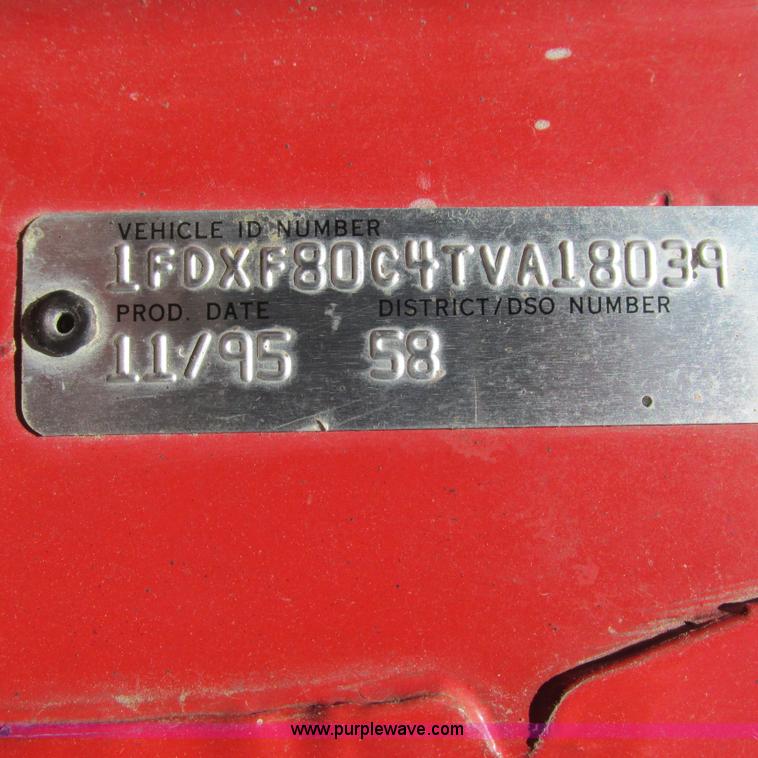 VEHICLE ID NUMBER
1FDXF80C4TVA18039
PROD. DATE DISTRICT/DSO NUMBER
11/95 58
www.purplewave.com